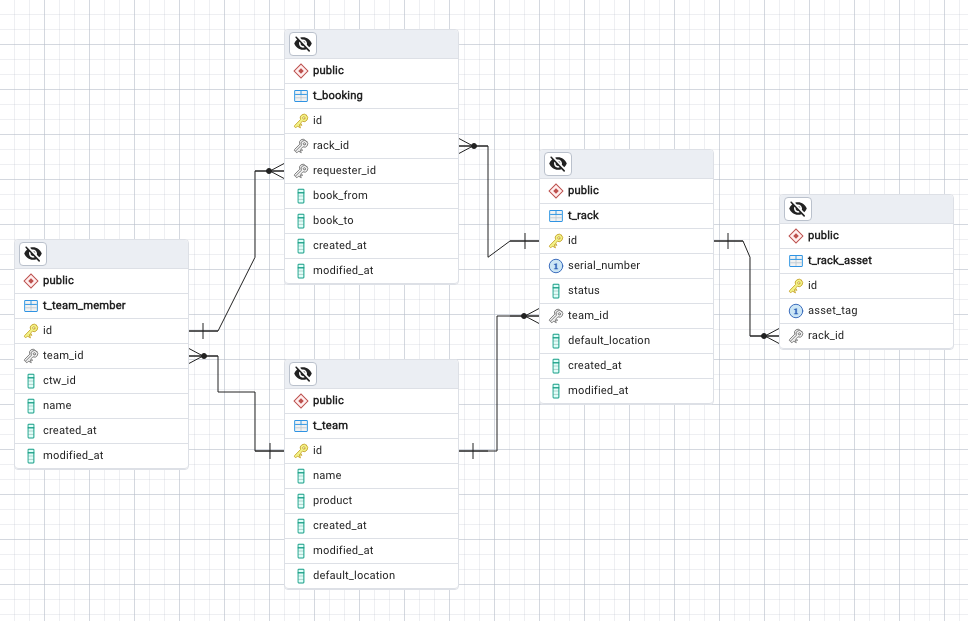 public
t_booking
id
rack_id
requester_id
book_from
book_to
created_at
modified_at
public
t_team_member
id
team_id
ctw_id
name
created_at
modified_at
public
t_team
id
name
product
created_at
modified_at
default_location
public
t_rack
id
1 serial_number
status
team_id
default_location
created_at
modified_at
public
t_rack_asset
id
1 asset_tag
rack_id